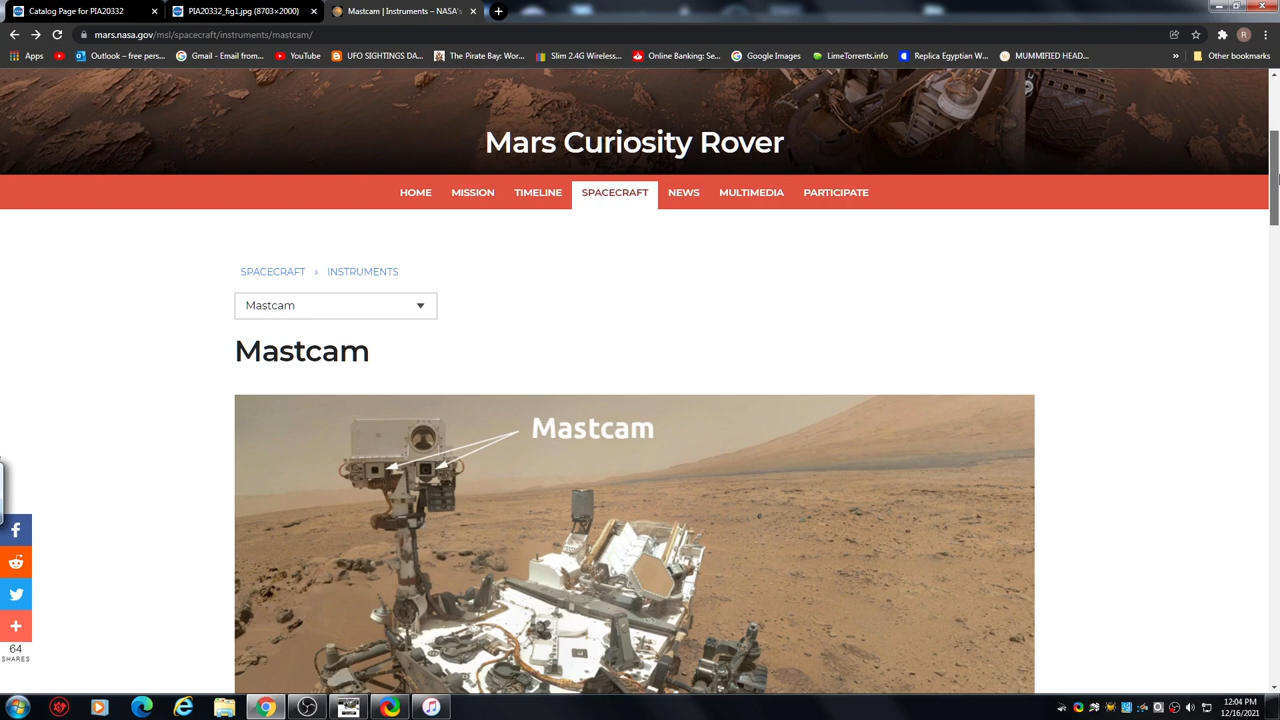 Catalog Page for PIA20332
PIA20332_fig1.jpg (8703×2000)
Mastcam | Instruments – NASA's
mars.nasa.gov/msl/spacecraft/instruments/mastcam/
R
Apps
Outlook – free pers...
Gmail - Email from...
YouTube
UFO SIGHTINGS DA...
The Pirate Bay: Wor...
Slim 2.4G Wireless...
Online Banking: Se...
Google Images
LimeTorrents.info
Replica Egyptian W...
MUMMIFIED HEAD...
»
Other bookmarks
Mars Curiosity Rover
HOME
MISSION
TIMELINE
SPACECRAFT
NEWS
MULTIMEDIA
PARTICIPATE
SPACECRAFT › INSTRUMENTS
Mastcam
Mastcam
Mastcam
64
SHARES
12:04 PM
12/16/2021